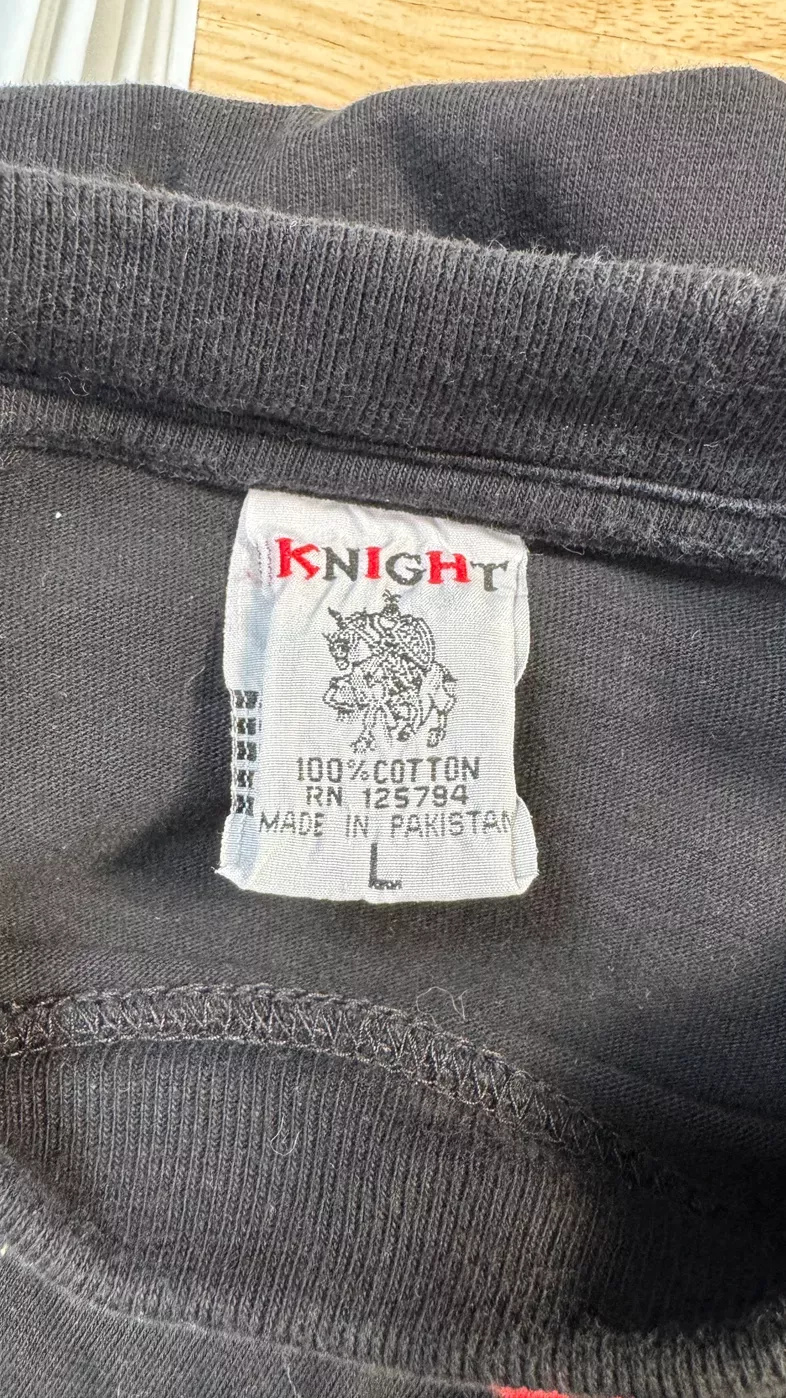 KNIGHT
100% COTTON
RN 125794
MADE IN PAKISTAN
L